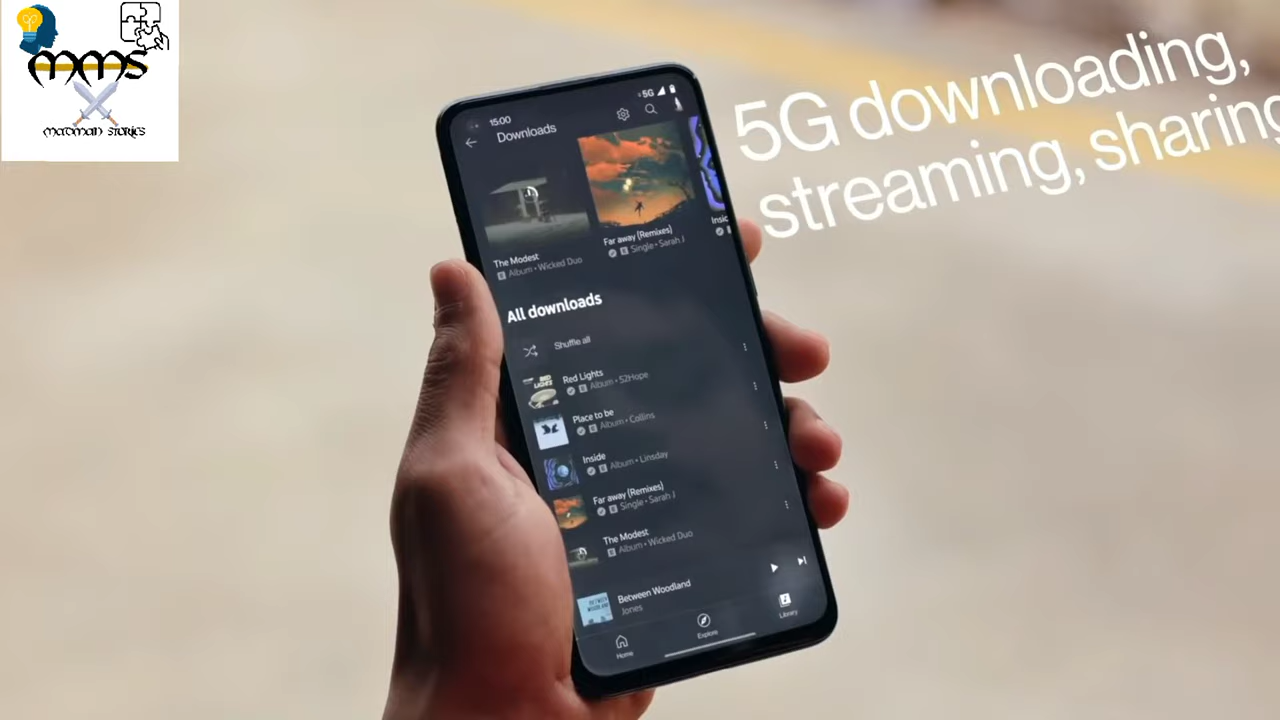 MMS
MADMAN STORIES
5G downloading,
streaming, sharing
15:00
5G
Downloads
The Modest
E Album • Wicked Duo
Far away (Remixes)
E Single • Sarah J
Insid
All downloads
Shuffle all
Red Lights
E Album • S2Hope
Place to be
E Album • Collins
Inside
E Album • Linsday
Far away (Remixes)
E Single • Sarah J
The Modest
E Album • Wicked Duo
Between Woodland
Jones
Home
Explore
Library